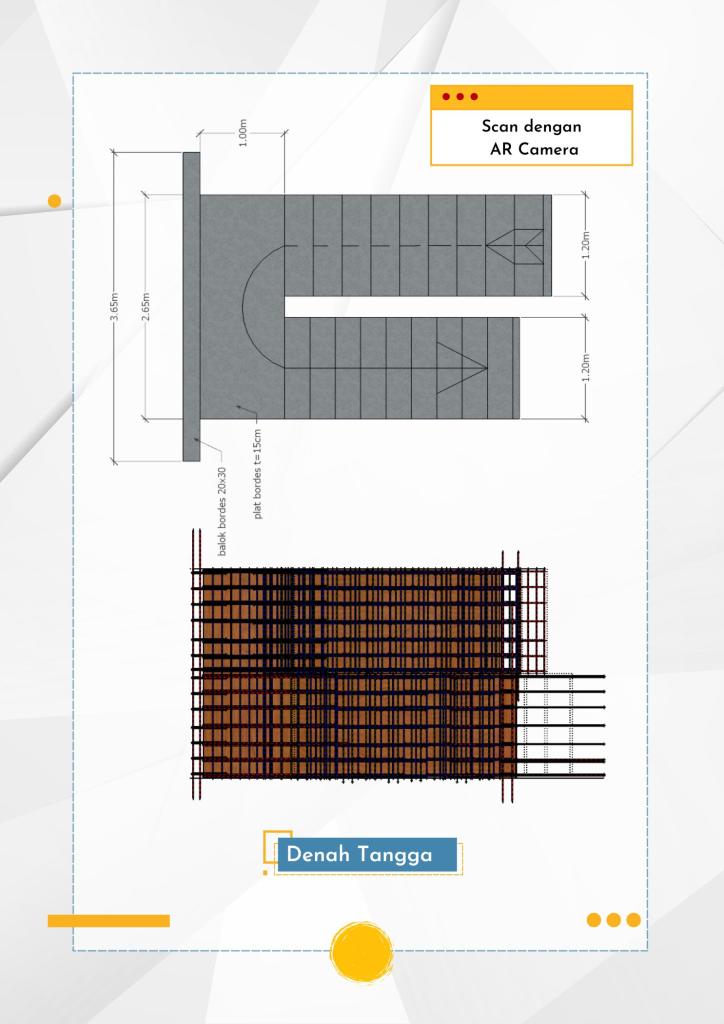 Scan dengan
AR Camera
1.00m
3.65m
2.65m
1.20m
1.20m
balok bordes 20x30
plat bordes t=15cm
Denah Tangga